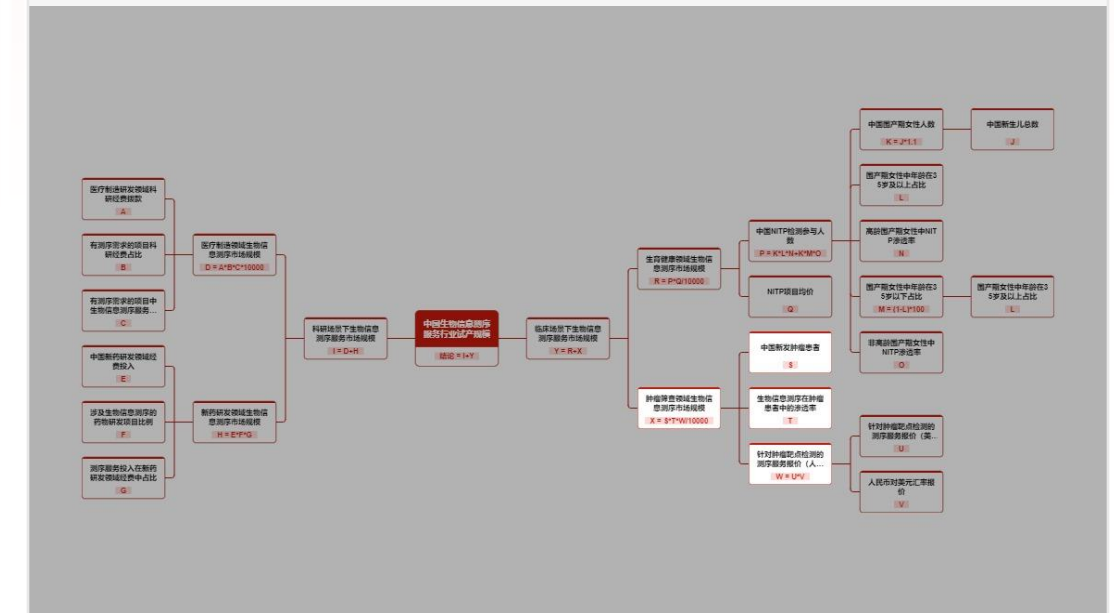 医疗制造研发领域科
研经费拨款
A
有测序需求的项目科
研经费占比
B
有测序需求的项目中
生物信息测序服务...
C
中国新药研发领域经
费投入
E
涉及生物信息测序的
药物研发项目比例
F
测序服务投入在新药
研发领域经费中占比
G
医疗制造领域生物信
息测序市场规模
D = A*B*C*10000
新药研发领域生物信
息测序市场规模
H = E*F*G
科研场景下生物信息
测序服务市场规模
I = D+H
中国生物信息测序
服务行业试产规模
结论 = I+Y
临床场景下生物信息
测序服务市场规模
Y = R+X
生育健康领域生物信
息测序市场规模
R = P*Q/10000
肿瘤筛查领域生物信
息测序市场规模
X = S*T*W/10000
中国NITP检测参与人
数
P = K*L*N+K*M*O
NITP项目均价
Q
中国新发肿瘤患者
S
生物信息测序在肿瘤
患者中的渗透率
T
针对肿瘤靶点检测的
测序服务报价（人...
W = U*V
中国围产期女性人数
K = J*1.1
围产期女性中年龄在3
5岁及以上占比
L
高龄围产期女性中NIT
P渗透率
N
围产期女性中年龄在3
5岁以下占比
M = (1-L)*100
非高龄围产期女性中
NITP渗透率
O
针对肿瘤靶点检测的
测序服务报价（美...
U
人民币对美元汇率报
价
V
中国新生儿总数
J
围产期女性中年龄在3
5岁及以上占比
L